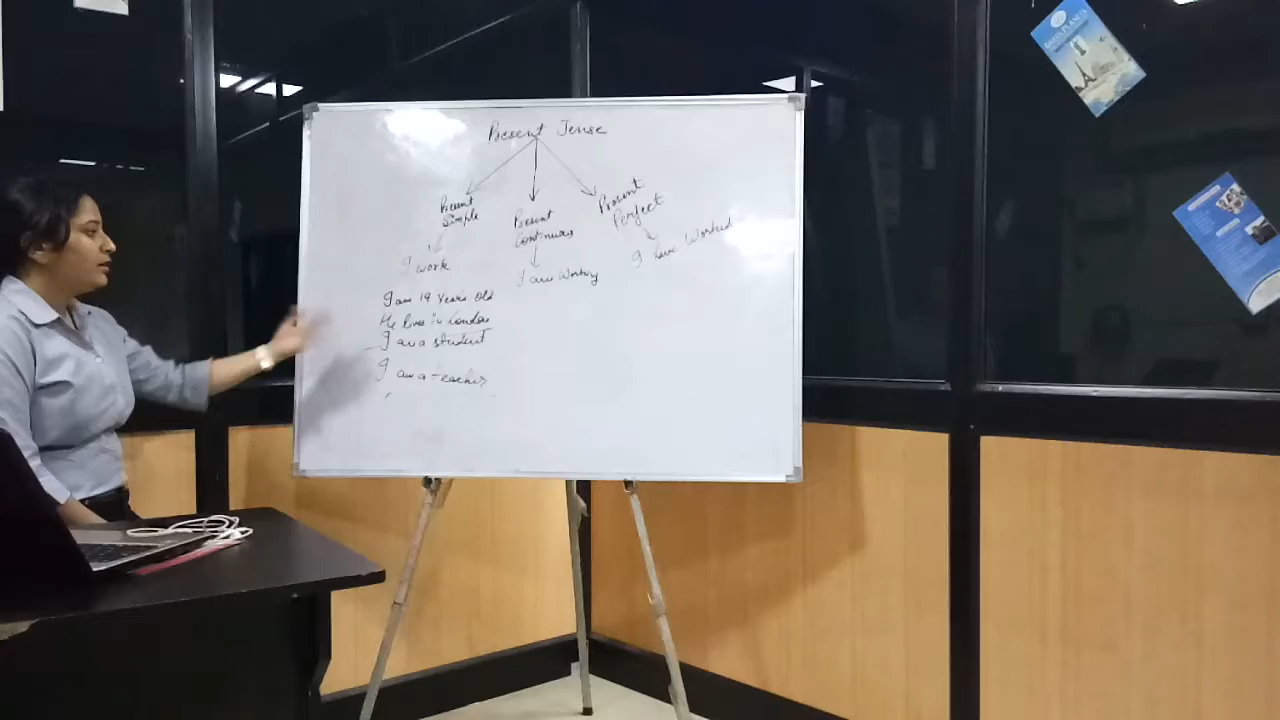 Present Tense
Present
Simple
Present
Continuous
Present
Perfect
I work
I am Working
I have Worked
I am 19 Years Old
He lives in London
I am a student
I am a teacher